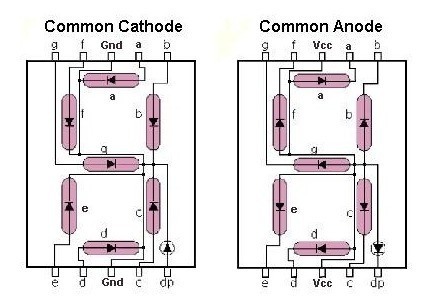 Common Cathode Common Anode
g f Gnd a b g f Vcc a b
a a
f b f b
g g
e c e c
d d
e d Gnd c dp e d Vcc c dp